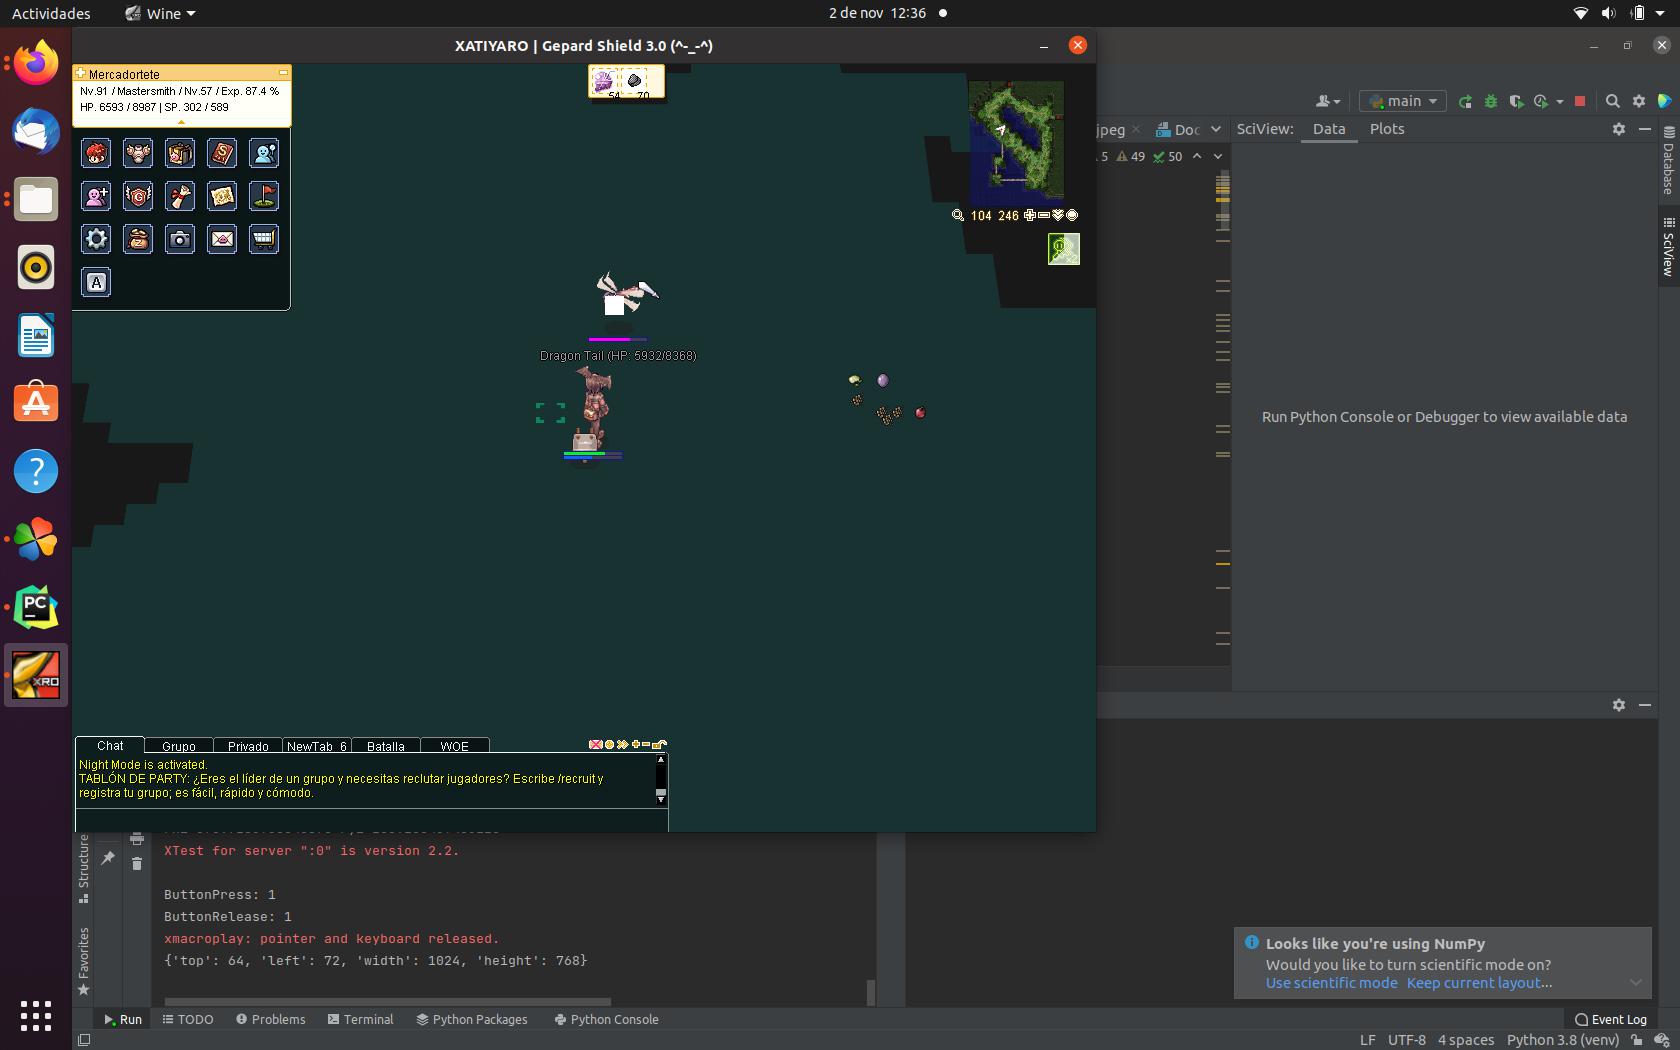 Actividades
Wine
2 de nov 12:36
XATIYARO | Gepard Shield 3.0 (^-_-^)
Mercadortete
Nv.91 / Mastersmith / Nv.57 / Exp. 87.4 %
HP. 6593 / 8987 | SP. 302 / 589
54
70
104 246
x2
A
Dragon Tail (HP: 5932/8368)
main
jpeg
Doc
SciView:
Data
Plots
5
49
50
Database
SciView
Run Python Console or Debugger to view available data
PC
XRO
Chat
Grupo
Privado
NewTab_6
Batalla
WOE
Night Mode is activated.
TABLÓN DE PARTY: ¿Eres el líder de un grupo y necesitas reclutar jugadores? Escribe /recruit y
registra tu grupo; es fácil, rápido y cómodo.
Structure
Favorites
XTest for server ":0" is version 2.2.
ButtonPress: 1
ButtonRelease: 1
xmacroplay: pointer and keyboard released.
{'top': 64, 'left': 72, 'width': 1024, 'height': 768}
Looks like you're using NumPy
Would you like to turn scientific mode on?
Use scientific mode Keep current layout...
Run
TODO
Problems
Terminal
Python Packages
Python Console
Event Log
LF
UTF-8
4 spaces
Python 3.8 (venv)